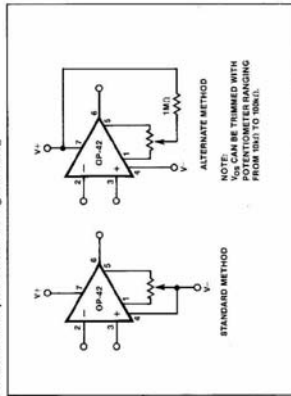 V+
2
7
OP-42
6
3
1
5
4
V–
STANDARD METHOD
V+
2
7
OP-42
6
3
1
5
4
1MΩ
V–
ALTERNATE METHOD
NOTE:
VOS CAN BE TRIMMED WITH
POTENTIOMETER RANGING
FROM 10kΩ TO 100kΩ.